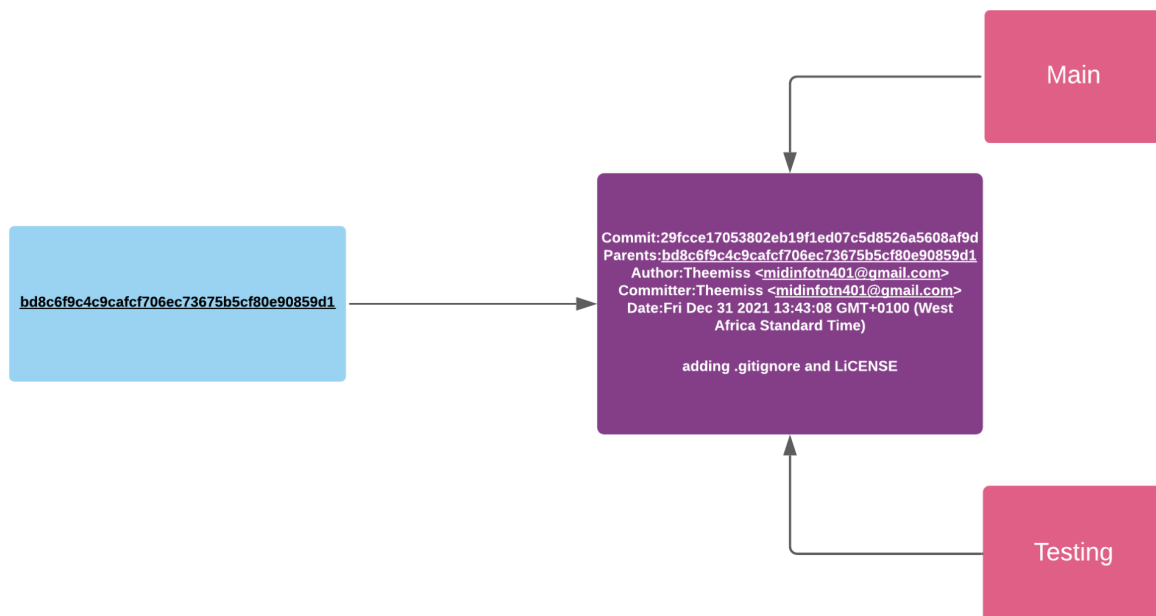 Main
bd8c6f9c4c9cafcf706ec73675b5cf80e90859d1
Commit:29fcce17053802eb19f1ed07c5d8526a5608af9d
Parents:bd8c6f9c4c9cafcf706ec73675b5cf80e90859d1
Author:Theemiss <midinfotn401@gmail.com>
Committer:Theemiss <midinfotn401@gmail.com>
Date:Fri Dec 31 2021 13:43:08 GMT+0100 (West
Africa Standard Time)
adding .gitignore and LiCENSE
Testing